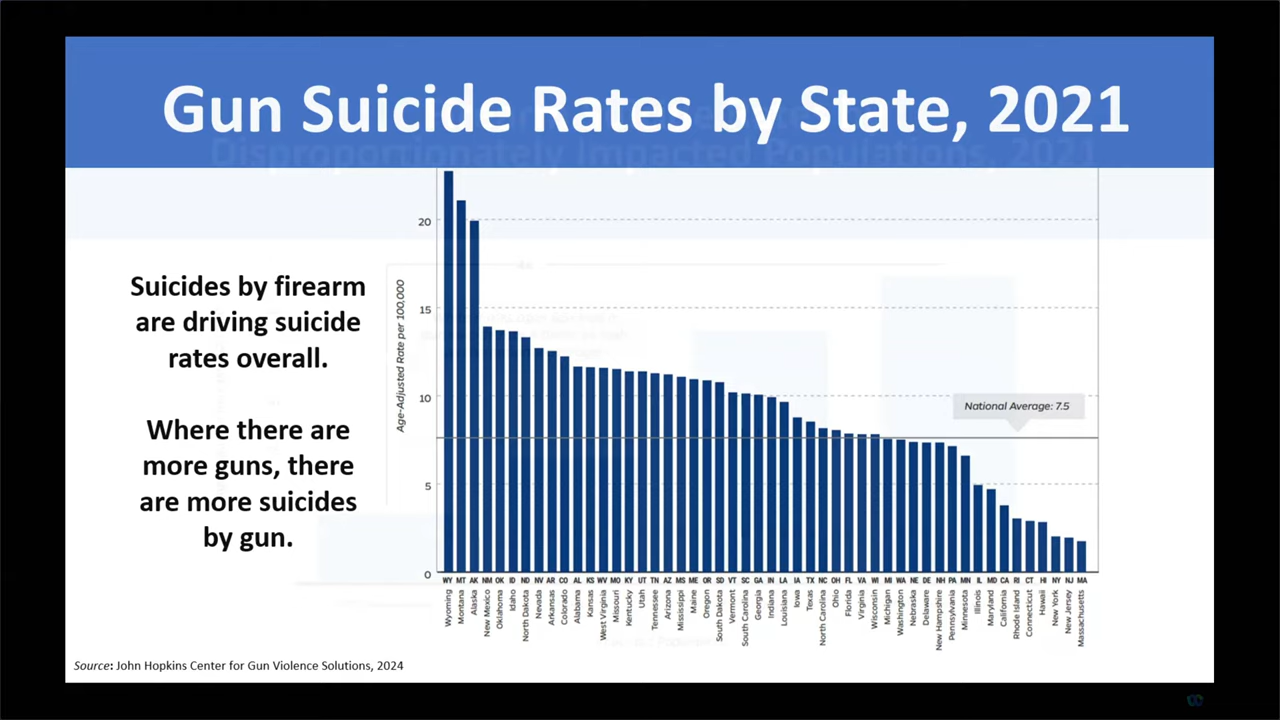 Gun Suicide Rates by State, 2021
Disproportionately Impacted Populations, 2021
Suicides by firearm
are driving suicide
rates overall.
Where there are
more guns, there
are more suicides
by gun.
Age-Adjusted Rate per 100,000
20
15
10
5
0
National Average: 7.5
WY MT AK NM OK ID ND NV AR CO AL KS WV MO KY UT TN AZ MS ME OR SD VT SC GA IN LA IA TX NC OH FL VA WI MI WA NE DE NH PA MN IL MD CA RI CT HI NY NJ MA
Wyoming
Montana
Alaska
New Mexico
Oklahoma
Idaho
North Dakota
Nevada
Arkansas
Colorado
Alabama
Kansas
West Virginia
Missouri
Kentucky
Utah
Tennessee
Arizona
Mississippi
Maine
Oregon
South Dakota
Vermont
South Carolina
Georgia
Indiana
Louisiana
Iowa
Texas
North Carolina
Ohio
Florida
Virginia
Wisconsin
Michigan
Washington
Nebraska
Delaware
New Hampshire
Pennsylvania
Minnesota
Illinois
Maryland
California
Rhode Island
Connecticut
Hawaii
New York
New Jersey
Massachusetts
Source: John Hopkins Center for Gun Violence Solutions, 2024